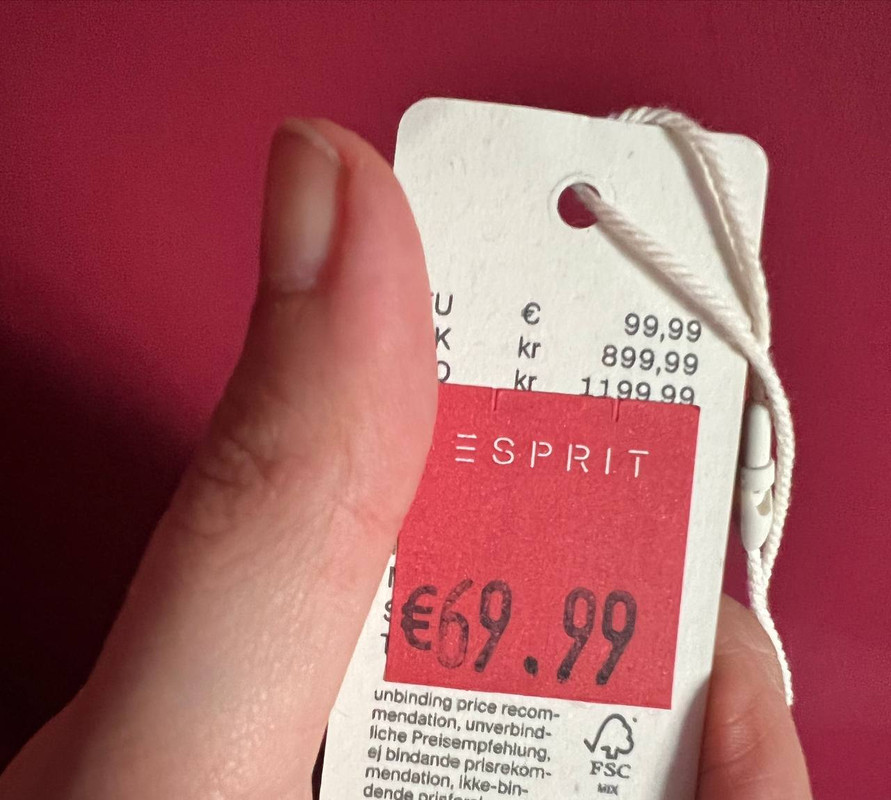 U € 99,99
K kr 899,99
kr 1199,99
ESPRIT
€69.99
unbinding price recom-
mendation, unverbind-
liche Preisempfehlung,
ej bindande prisrekom-
mendation, ikke-bin-
FSC
MIX